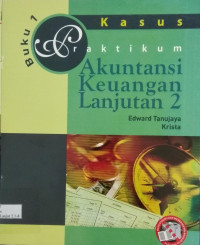 Buku 1
Kasus
Praktikum
Akuntansi
Keuangan
Lanjutan 2
Edward Tanujaya
Krista